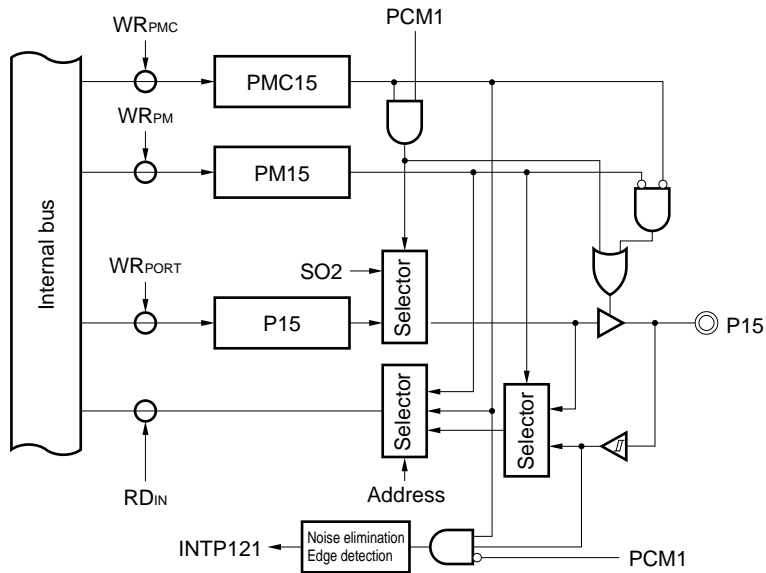 WRPMC
PCM1
PMC15
WRPM
PM15
Internal bus
WRPORT
SO2
Selector
P15
P15
Selector
Selector
RDIN
Address
INTP121
Noise elimination
Edge detection
PCM1